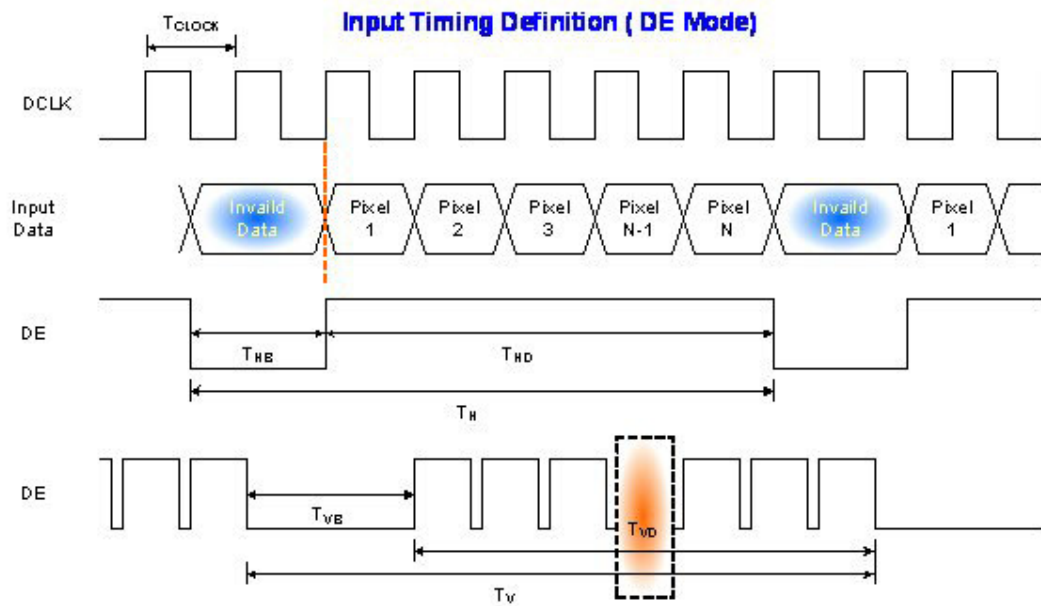 Input Timing Definition ( DE Mode)
TCLOCK
DCLK
Input
Data
Invaild
Data
Pixel
1
Pixel
2
Pixel
3
Pixel
N-1
Pixel
N
Invaild
Data
Pixel
1
DE
THB
THD
TH
DE
TVB
TVD
TV